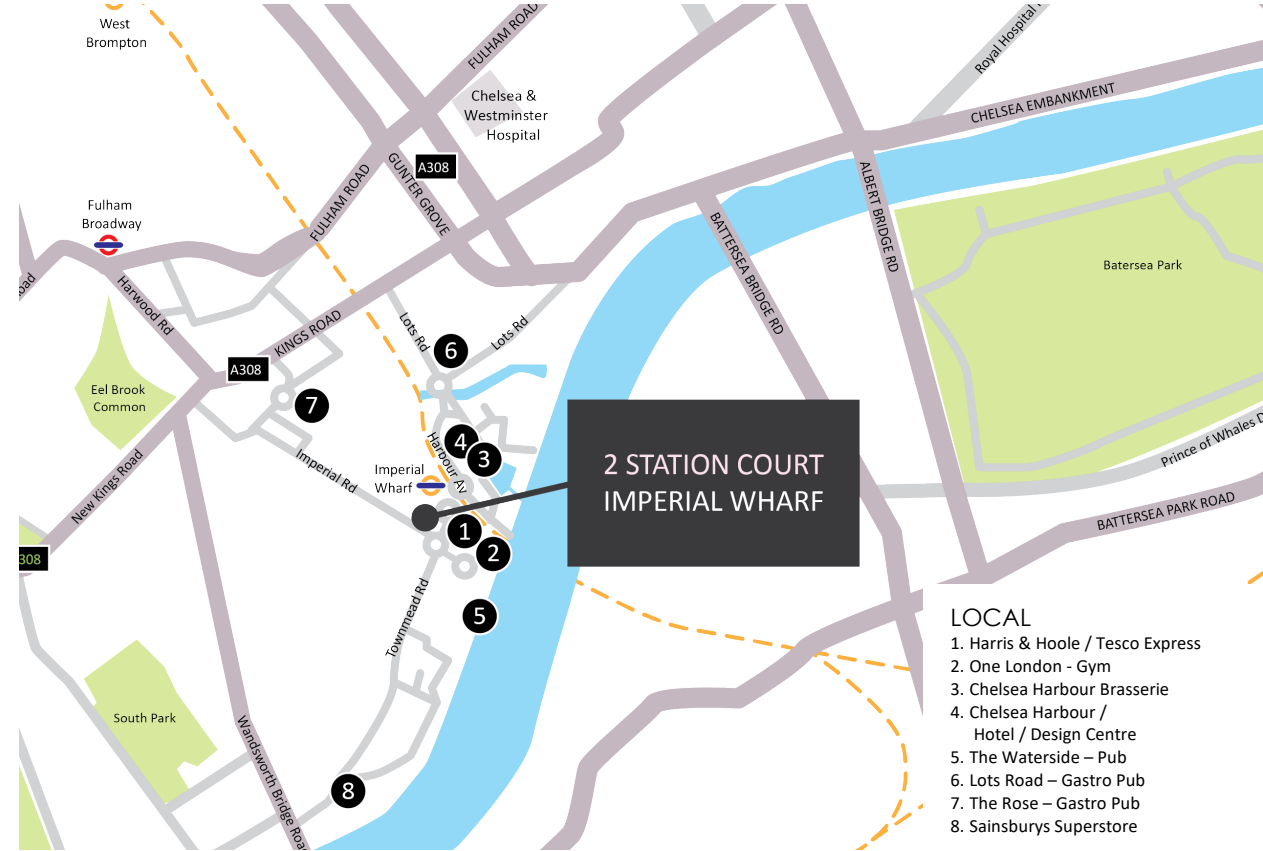 West
Brompton
FULHAM ROAD
Royal Hospital
Chelsea &
Westminster
Hospital
CHELSEA EMBANKMENT
A308
GUNTER GROVE
FULHAM ROAD
ALBERT BRIDGE RD
Fulham
Broadway
BATTERSEA BRIDGE RD
Batersea Park
oad
Harwood Rd
KINGS ROAD
Lots Rd
Lots Rd
6
A308
Eel Brook
Common
7
4
3
Harbour Av
Imperial Rd
Imperial
Wharf
2 STATION COURT
IMPERIAL WHARF
Prince of Whales D
New Kings Road
BATTERSEA PARK ROAD
1
2
308
5
Townmead Rd
South Park
Wandsworth Bridge Roa
8
LOCAL
1. Harris & Hoole / Tesco Express
2. One London - Gym
3. Chelsea Harbour Brasserie
4. Chelsea Harbour /
Hotel / Design Centre
5. The Waterside – Pub
6. Lots Road – Gastro Pub
7. The Rose – Gastro Pub
8. Sainsburys Superstore